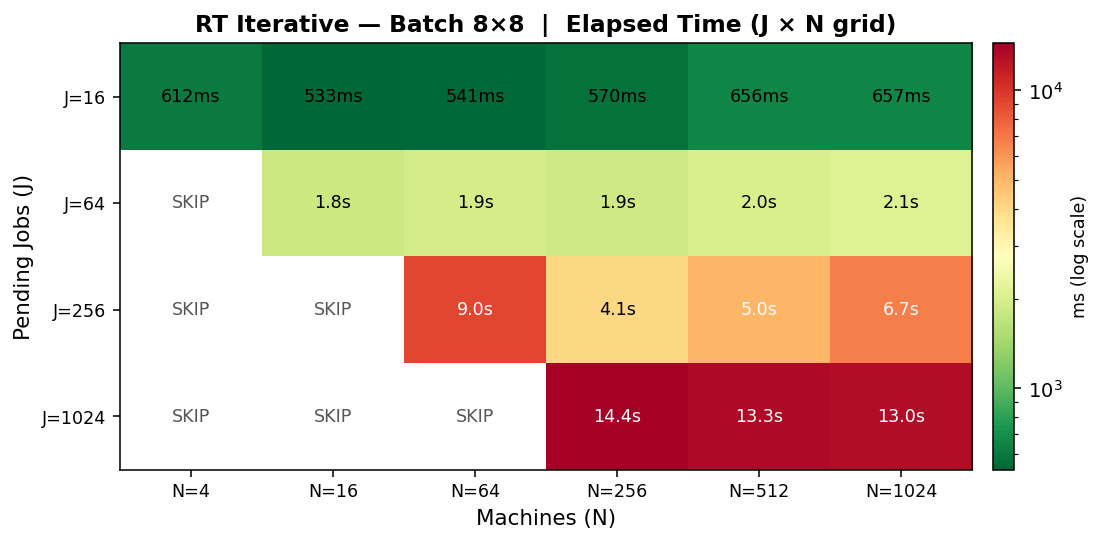 RT Iterative — Batch 8×8 | Elapsed Time (J × N grid)
Pending Jobs (J)
J=16 612ms 533ms 541ms 570ms 656ms 657ms
J=64 SKIP 1.8s 1.9s 1.9s 2.0s 2.1s
J=256 SKIP SKIP 9.0s 4.1s 5.0s 6.7s
J=1024 SKIP SKIP SKIP 14.4s 13.3s 13.0s
N=4 N=16 N=64 N=256 N=512 N=1024
Machines (N)
10⁴
10³
ms (log scale)